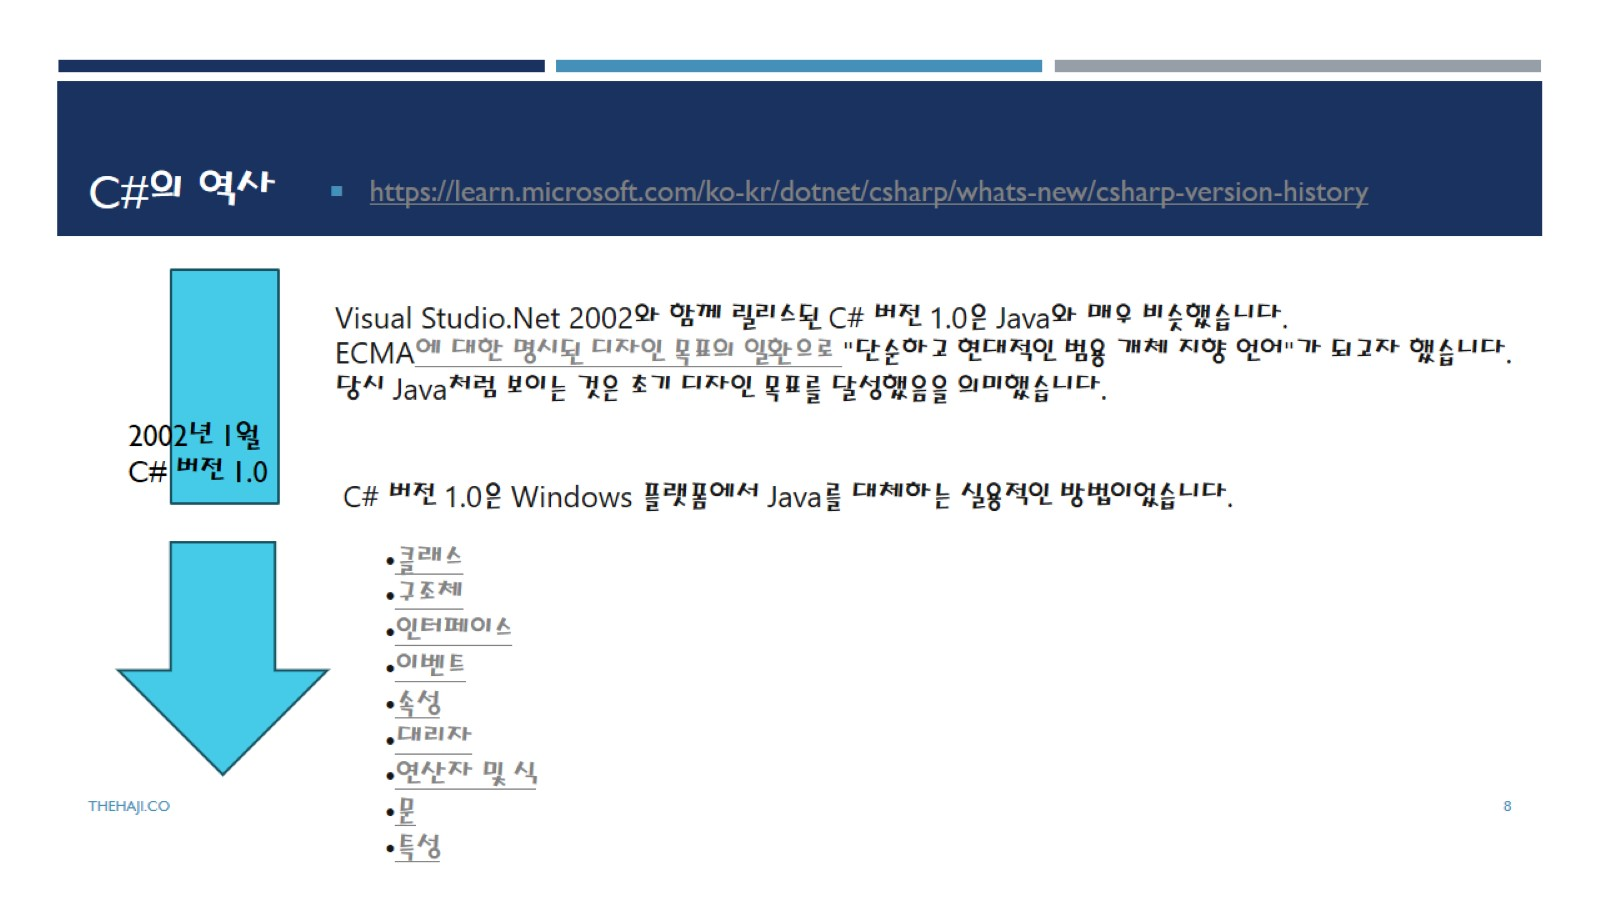 C#의 역사
https://learn.microsoft.com/ko-kr/dotnet/csharp/whats-new/csharp-version-history
Visual Studio.Net 2002와 함께 릴리스된 C# 버전 1.0은 Java와 매우 비슷했습니다.
ECMA에 대한 명시된 디자인 목표의 일환으로 "단순하고 현대적인 범용 개체 지향 언어"가 되고자 했습니다.
당시 Java처럼 보이는 것은 초기 디자인 목표를 달성했음을 의미했습니다.
2002년 1월
C# 버전 1.0
C# 버전 1.0은 Windows 플랫폼에서 Java를 대체하는 실용적인 방법이었습니다.
•클래스
•구조체
•인터페이스
•이벤트
•속성
•대리자
•연산자 및 식
•문
•특성
THEHAJI.CO
8